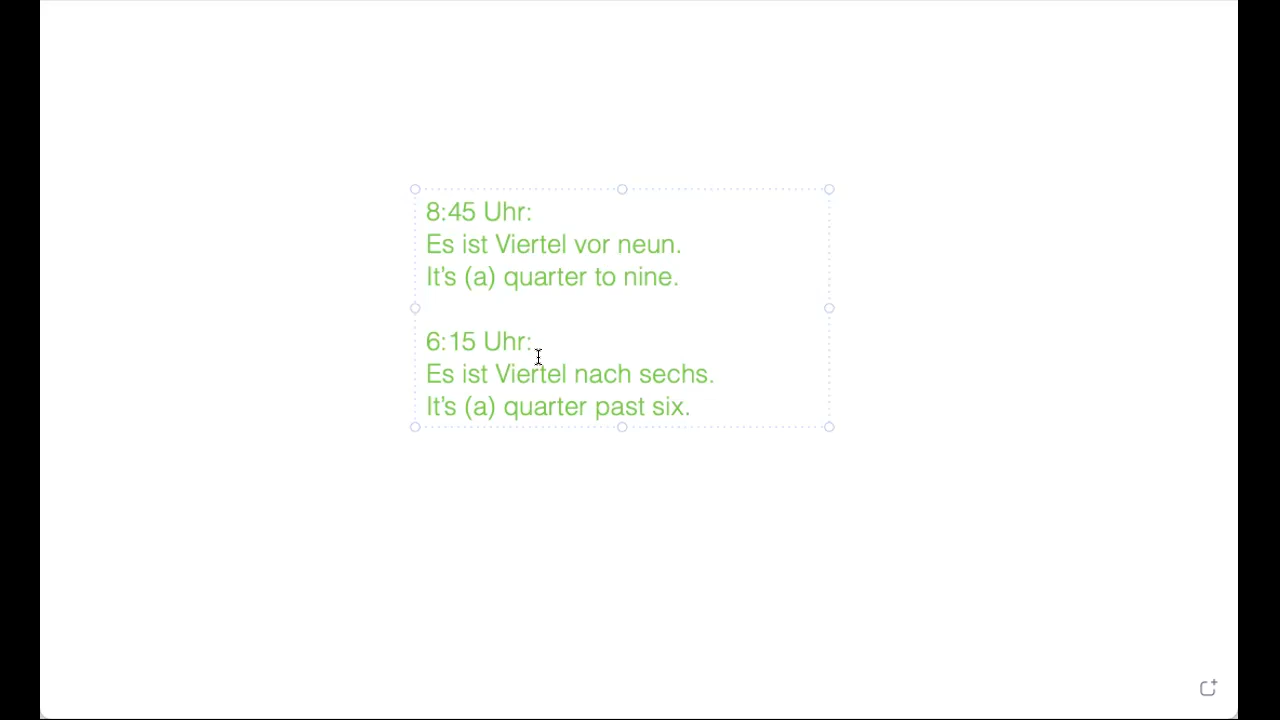 8:45 Uhr:
Es ist Viertel vor neun.
It's (a) quarter to nine.
6:15 Uhr:
Es ist Viertel nach sechs.
It's (a) quarter past six.